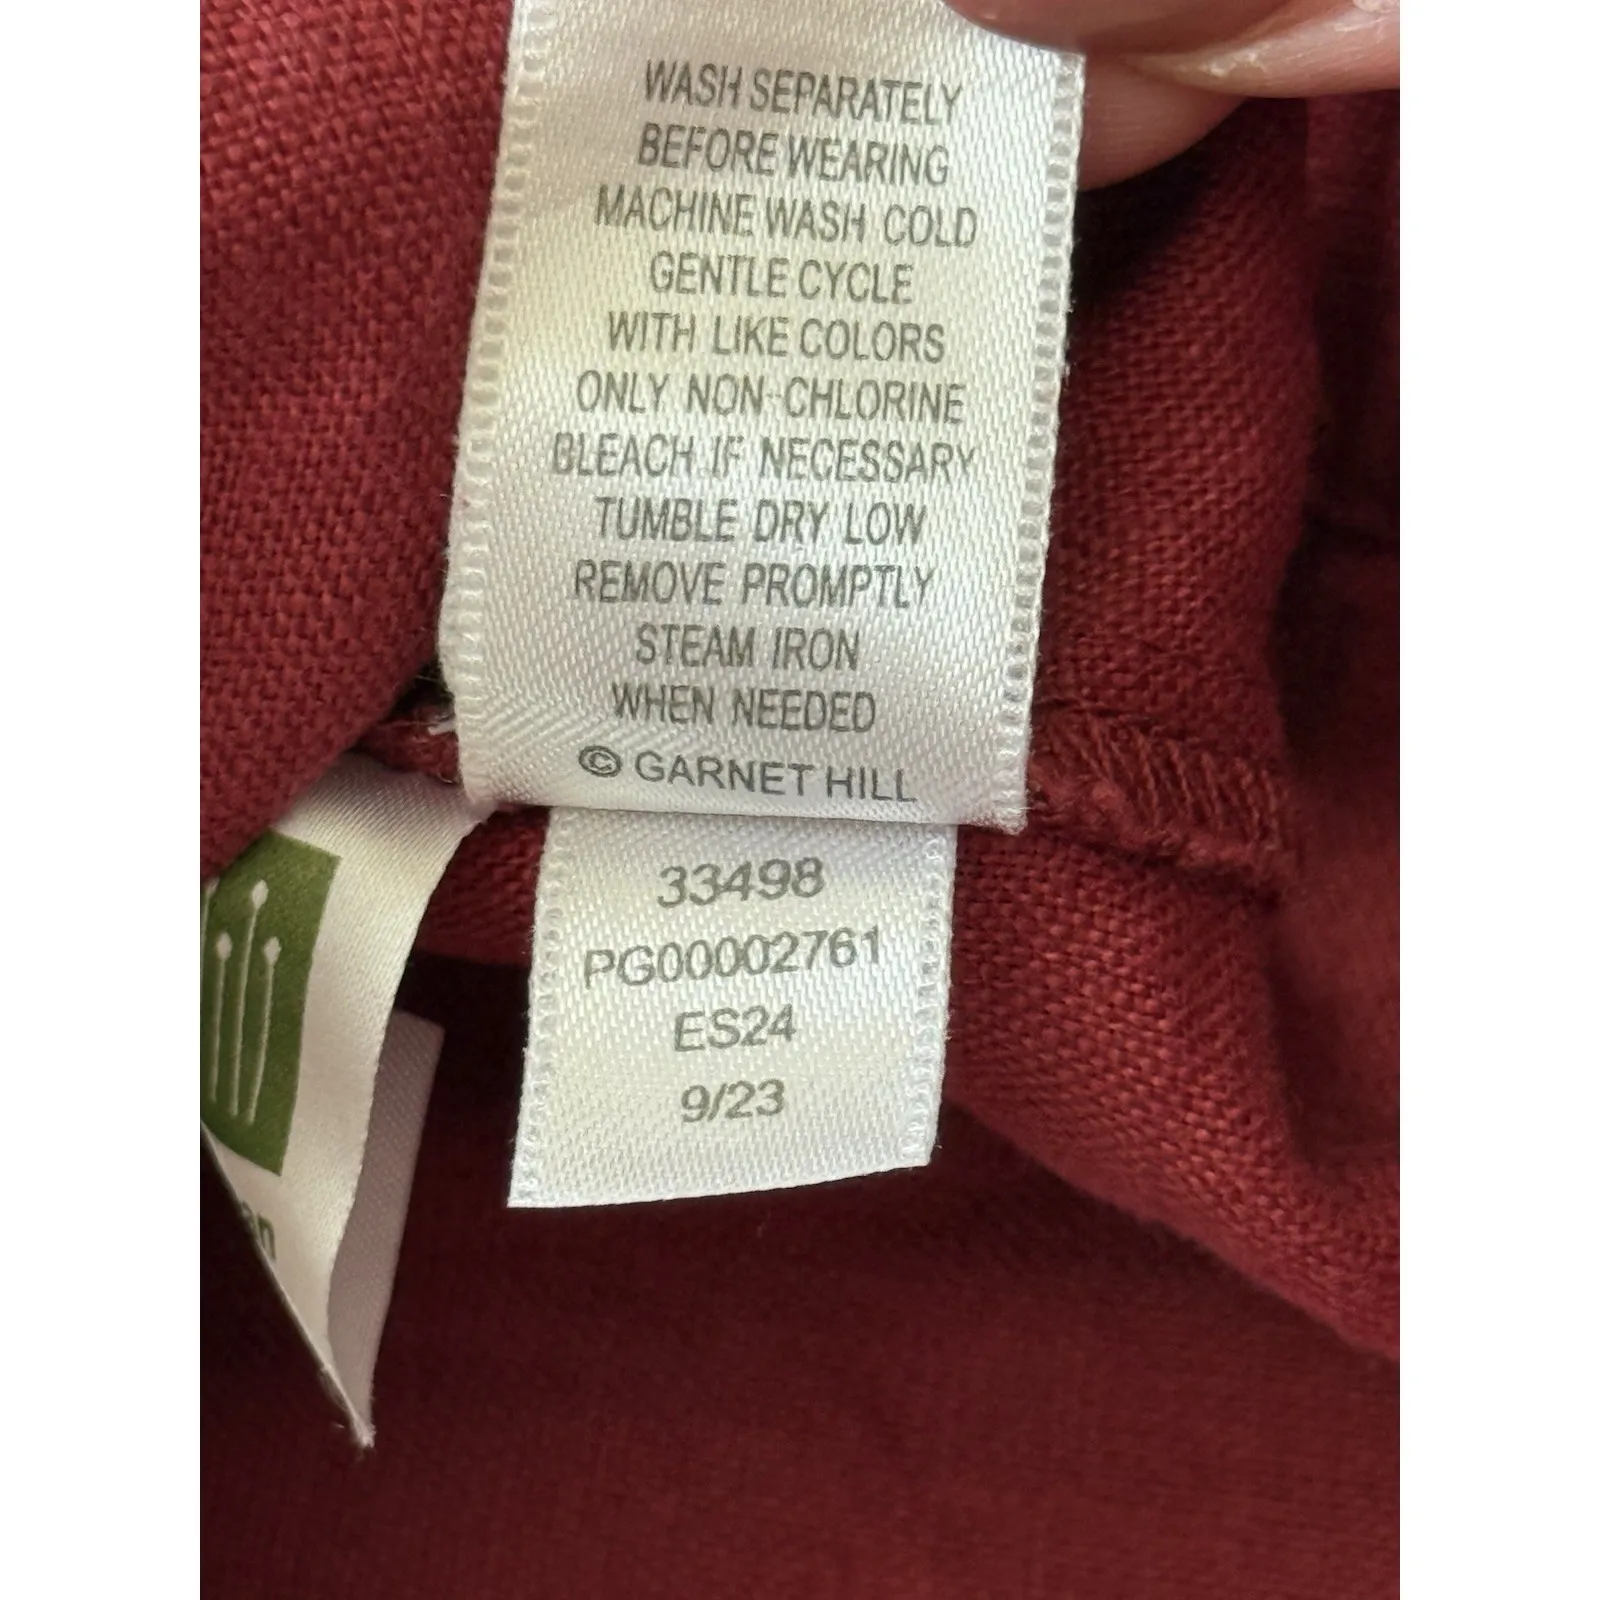 WASH SEPARATELY
BEFORE WEARING
MACHINE WASH COLD
GENTLE CYCLE
WITH LIKE COLORS
ONLY NON-CHLORINE
BLEACH IF NECESSARY
TUMBLE DRY LOW
REMOVE PROMPTLY
STEAM IRON
WHEN NEEDED
© GARNET HILL
33498
PG00002761
ES24
9/23